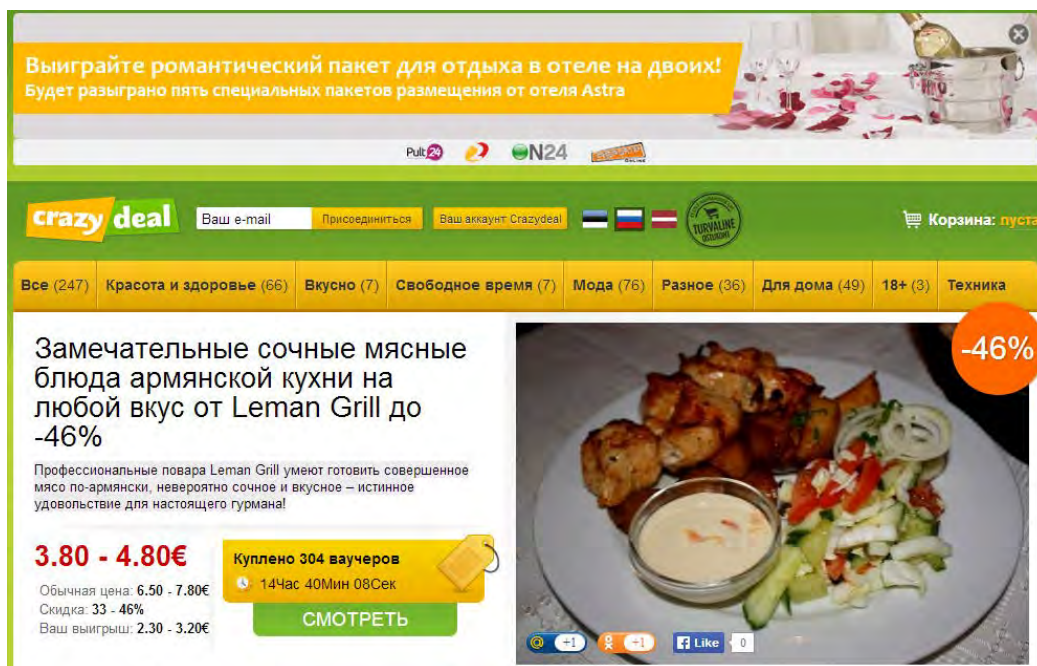 Выиграйте романтический пакет для отдыха в отеле на двоих!
Будет разыграно пять специальных пакетов размещения от отеля Astra
Pult24
N24
crazy deal
Ваш e-mail
Присоединиться
Ваш аккаунт Crazydeal
TURVALINE
Корзина: пуста
Все (247)
Красота и здоровье (66)
Вкусно (7)
Свободное время (7)
Мода (76)
Разное (36)
Для дома (49)
18+ (3)
Техника
Замечательные сочные мясные
блюда армянской кухни на
любой вкус от Leman Grill до
-46%
-46%
Профессиональные повара Leman Grill умеют готовить совершенное
мясо по-армянски, невероятно сочное и вкусное – истинное
удовольствие для настоящего гурмана!
3.80 - 4.80€
Обычная цена: 6.50 - 7.80€
Скидка: 33 - 46%
Ваш выигрыш: 2.30 - 3.20€
Куплено 304 ваучеров
14Час 40Мин 08Сек
СМОТРЕТЬ
@ +1
+1
Like
0